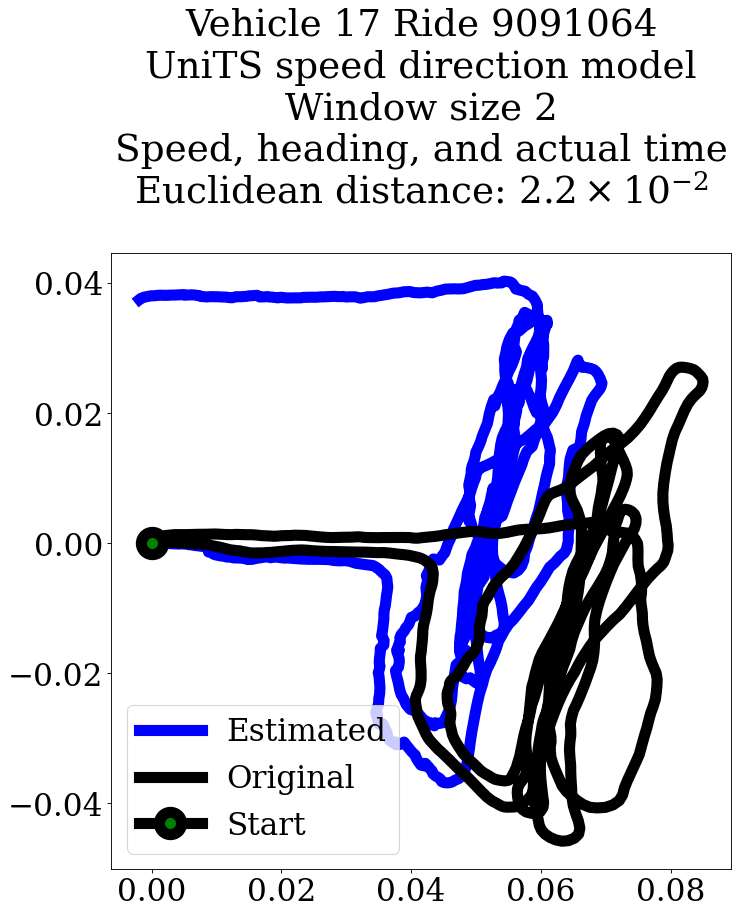 Vehicle 17 Ride 9091064
UniTS speed direction model
Window size 2
Speed, heading, and actual time
Euclidean distance: 2.2 × 10⁻²
0.04
0.02
0.00
−0.02
−0.04
Estimated
Original
Start
0.00 0.02 0.04 0.06 0.08